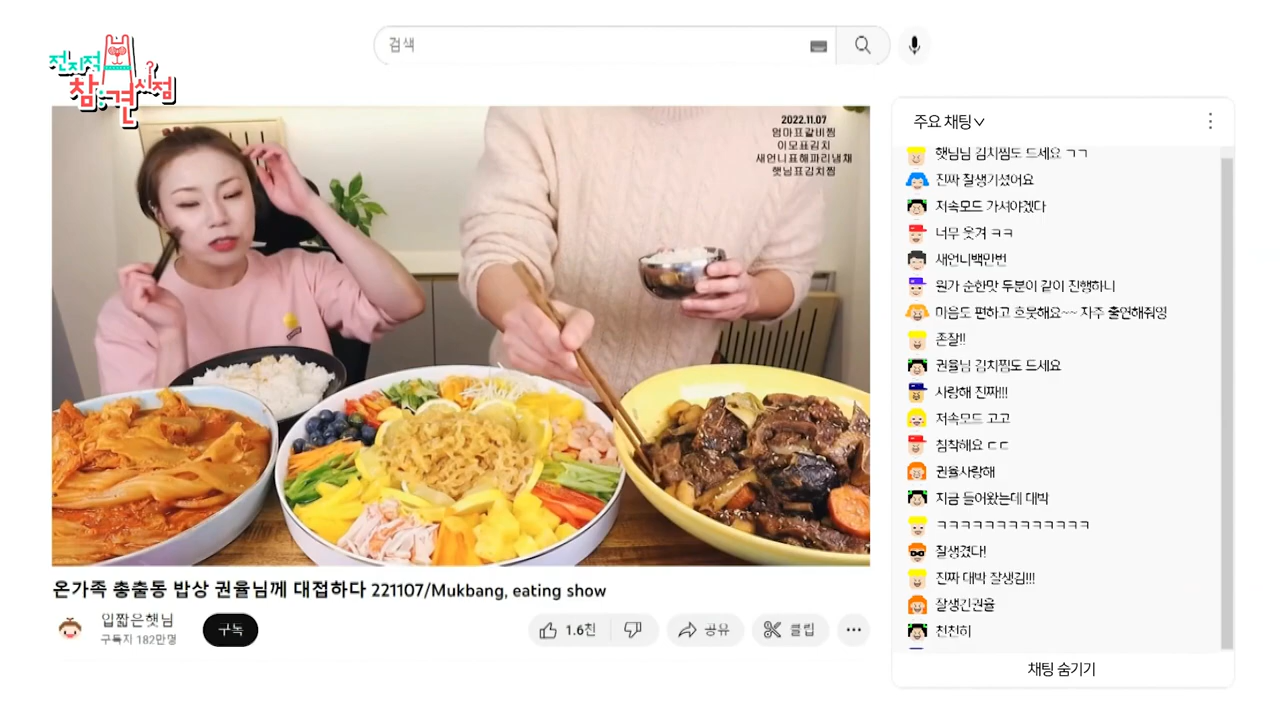 전지적
참견
시점
검색
2022.11.07
엄마표갈비찜
이모표김치
새언니표해파리냉채
햇님표김치찜
주요 채팅
햇님님 김치찜도 드세요 ㄱㄱ
진짜 잘생기셨어요
저속모드 가셔야겠다
너무 웃겨 ㅋㅋ
새언니백만번
뭔가 순한맛 두분이 같이 진행하니
마음도 편하고 흐뭇해요~~ 자주 출연해줘잉
존잘!!
권율님 김치찜도 드세요
사랑해 진짜!!!
저속모드 고고
침착해요 ㄷㄷ
권율사랑해
지금 들어왔는데 대박
ㅋㅋㅋㅋㅋㅋㅋㅋㅋㅋㅋㅋㅋ
잘생겼다!
진짜 대박 잘생김!!!
잘생긴권율
천천히
채팅 숨기기
온가족 총출동 밥상 권율님께 대접하다 221107/Mukbang, eating show
입짧은햇님
구독자 182만명
구독
1.6천
공유
클립